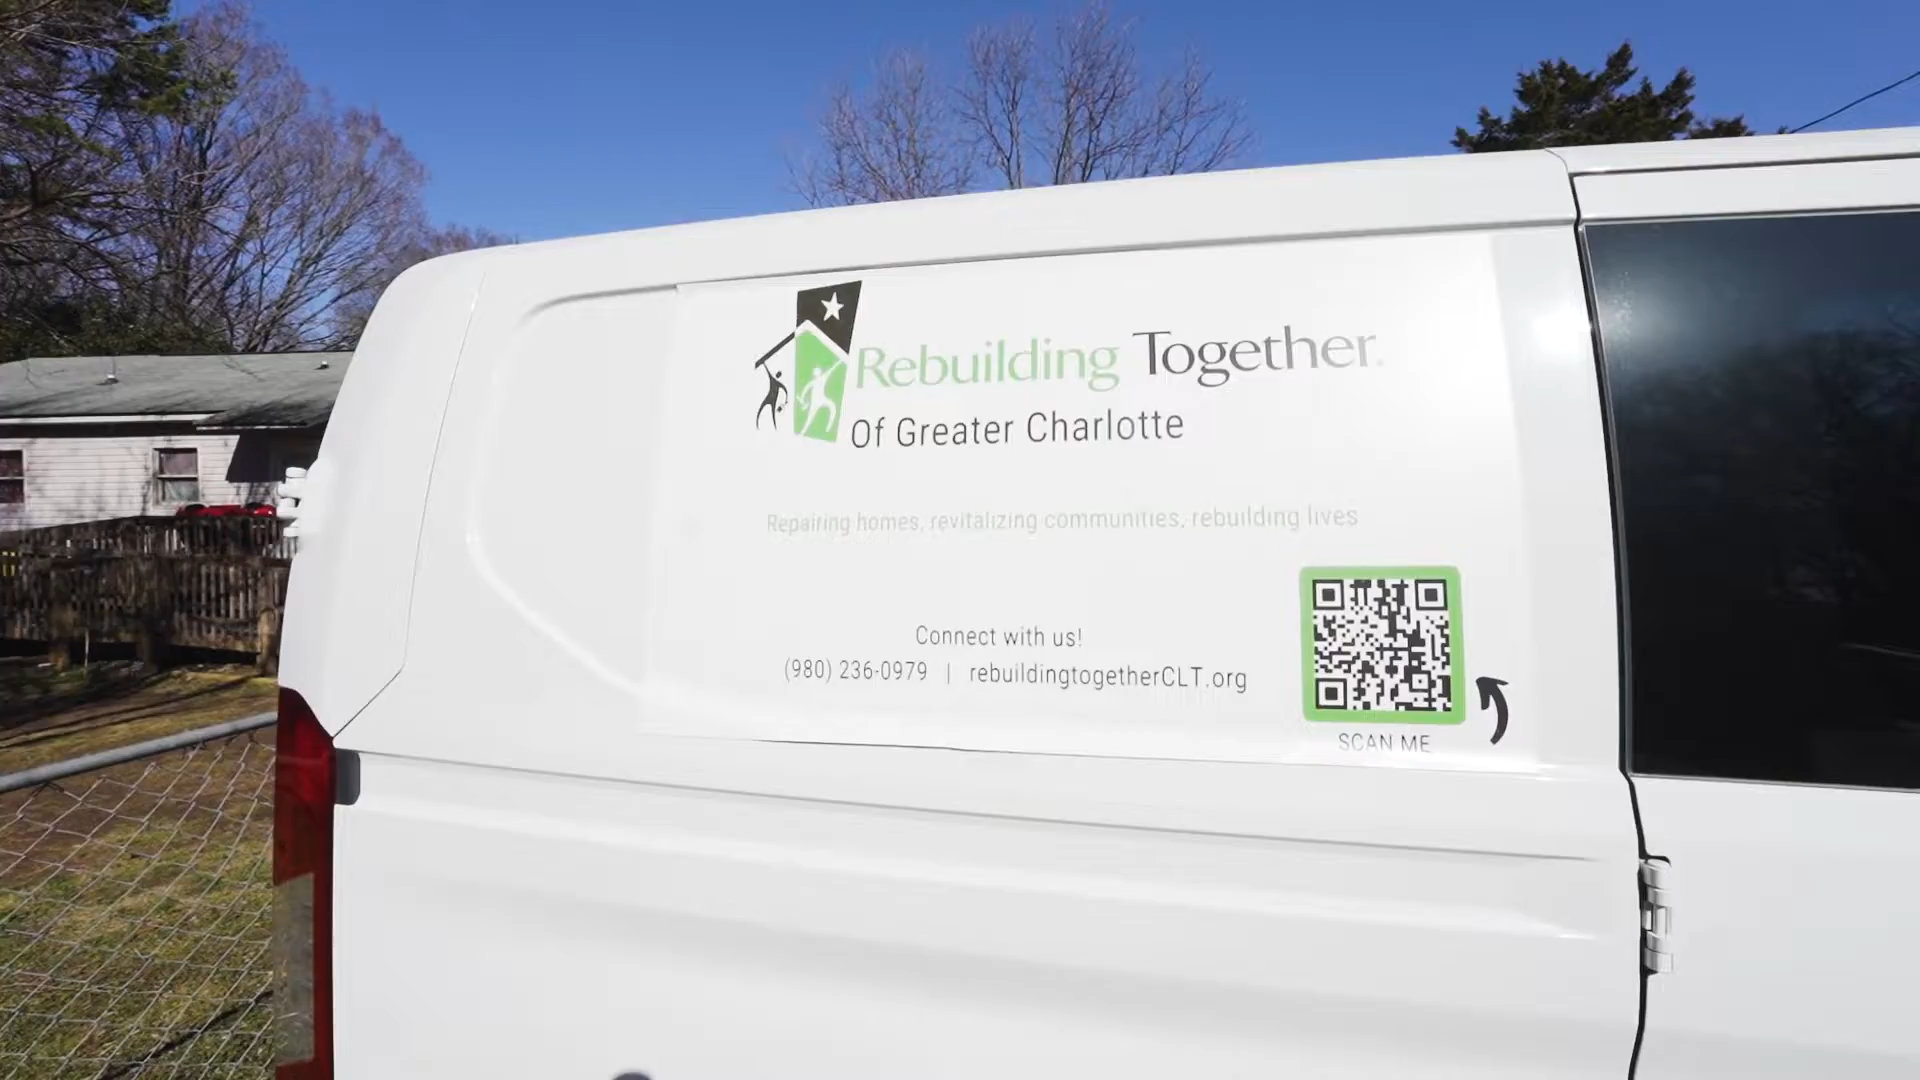 Rebuilding Together.
Of Greater Charlotte
Repairing homes, revitalizing communities, rebuilding lives
Connect with us!
(980) 236-0979 | rebuildingtogetherCLT.org
SCAN ME